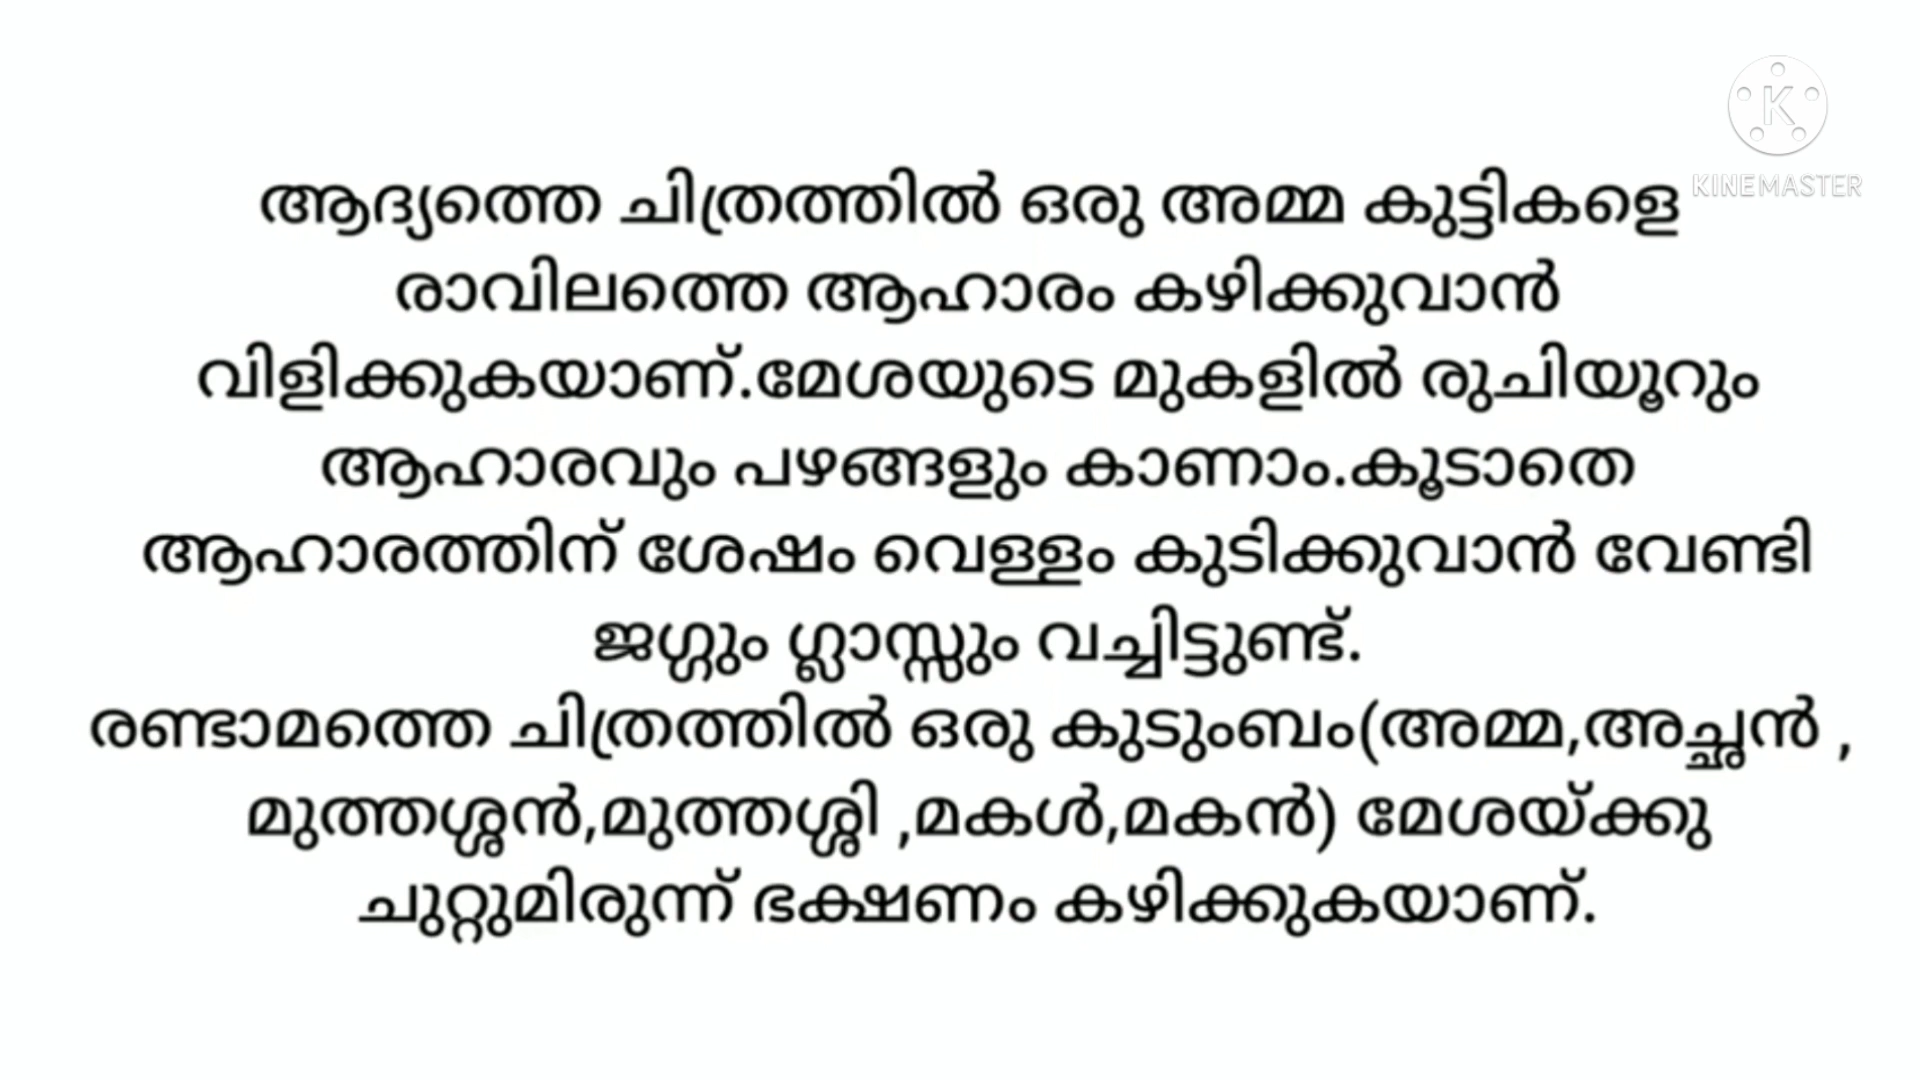 ആദ്യത്തെ ചിത്രത്തിൽ ഒരു അമ്മ കുട്ടികളെ
രാവിലത്തെ ആഹാരം കഴിക്കുവാൻ
വിളിക്കുകയാണ്.മേശയുടെ മുകളിൽ രുചിയൂറും
ആഹാരവും പഴങ്ങളും കാണാം.കൂടാതെ
ആഹാരത്തിന് ശേഷം വെള്ളം കുടിക്കുവാൻ വേണ്ടി
ജഗ്ഗും ഗ്ലാസ്സും വച്ചിട്ടുണ്ട്.
രണ്ടാമത്തെ ചിത്രത്തിൽ ഒരു കുടുംബം(അമ്മ,അച്ഛൻ ,
മുത്തശ്ശൻ,മുത്തശ്ശി ,മകൾ,മകൻ) മേശയ്ക്കു
ചുറ്റുമിരുന്ന് ഭക്ഷണം കഴിക്കുകയാണ്.
K
KINEMASTER